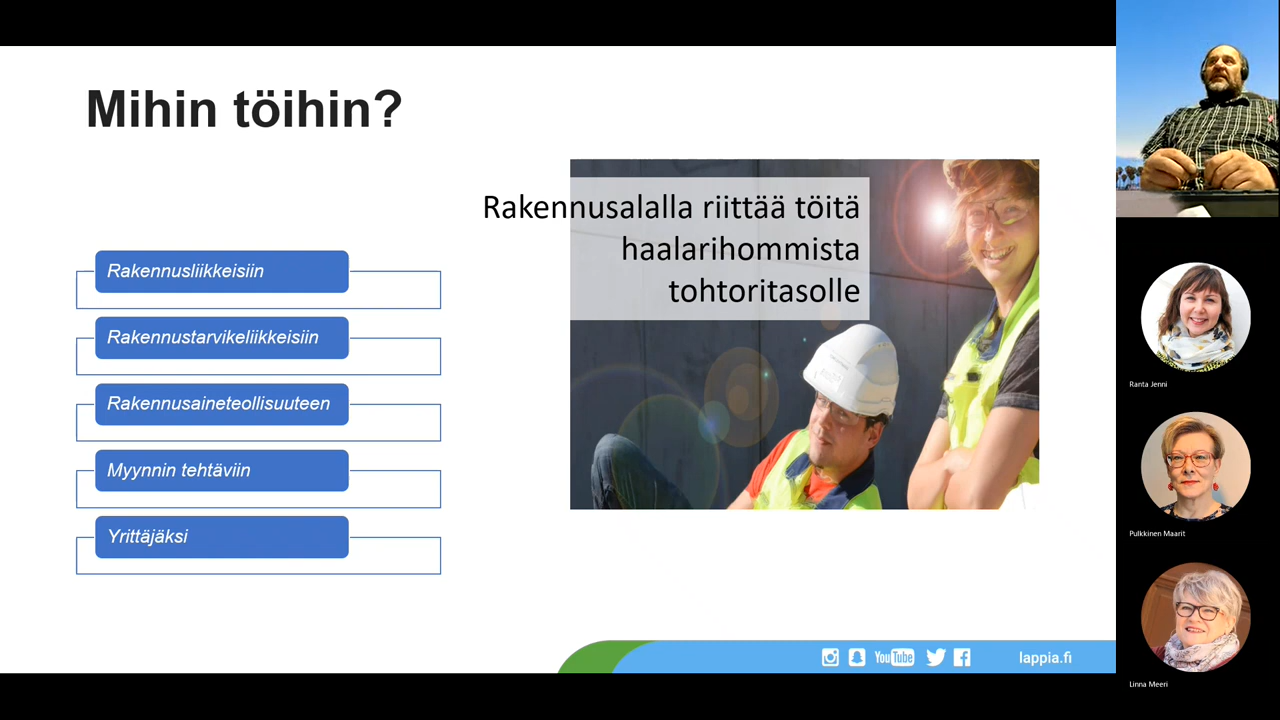 Mihin töihin?
Rakennusalalla riittää töitä
haalarihommista
tohtoritasolle
Rakennusliikkeisiin
Rakennustarvikeliikkeisiin
Rakennusaineteollisuuteen
Myynnin tehtäviin
Yrittäjäksi
YouTube
lappia.fi
Ranta Jenni
Pulkkinen Maarit
Linna Meeri